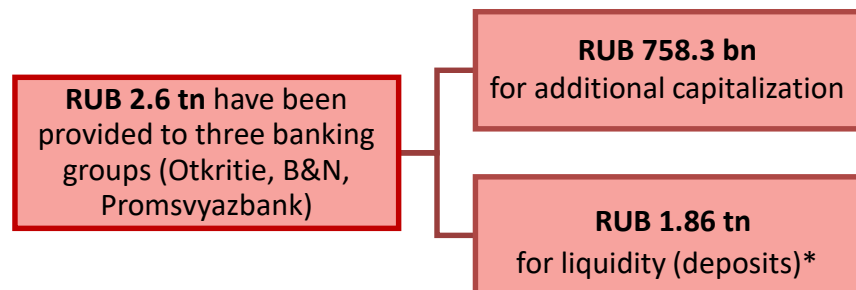 RUB 2.6 tn have been
provided to three banking
groups (Otkritie, B&N,
Promsvyazbank)
RUB 758.3 bn
for additional capitalization
RUB 1.86 tn
for liquidity (deposits)*